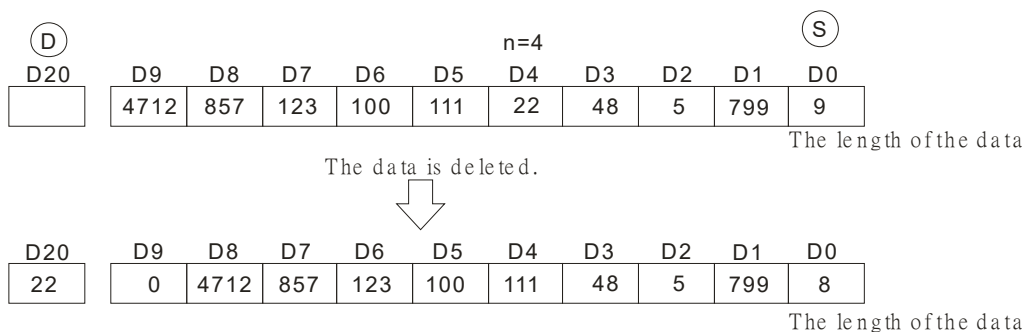 D S
n=4
D20 D9 D8 D7 D6 D5 D4 D3 D2 D1 D0
4712 857 123 100 111 22 48 5 799 9
The length of the data
The data is deleted.
D20 D9 D8 D7 D6 D5 D4 D3 D2 D1 D0
22 0 4712 857 123 100 111 48 5 799 8
The length of the data